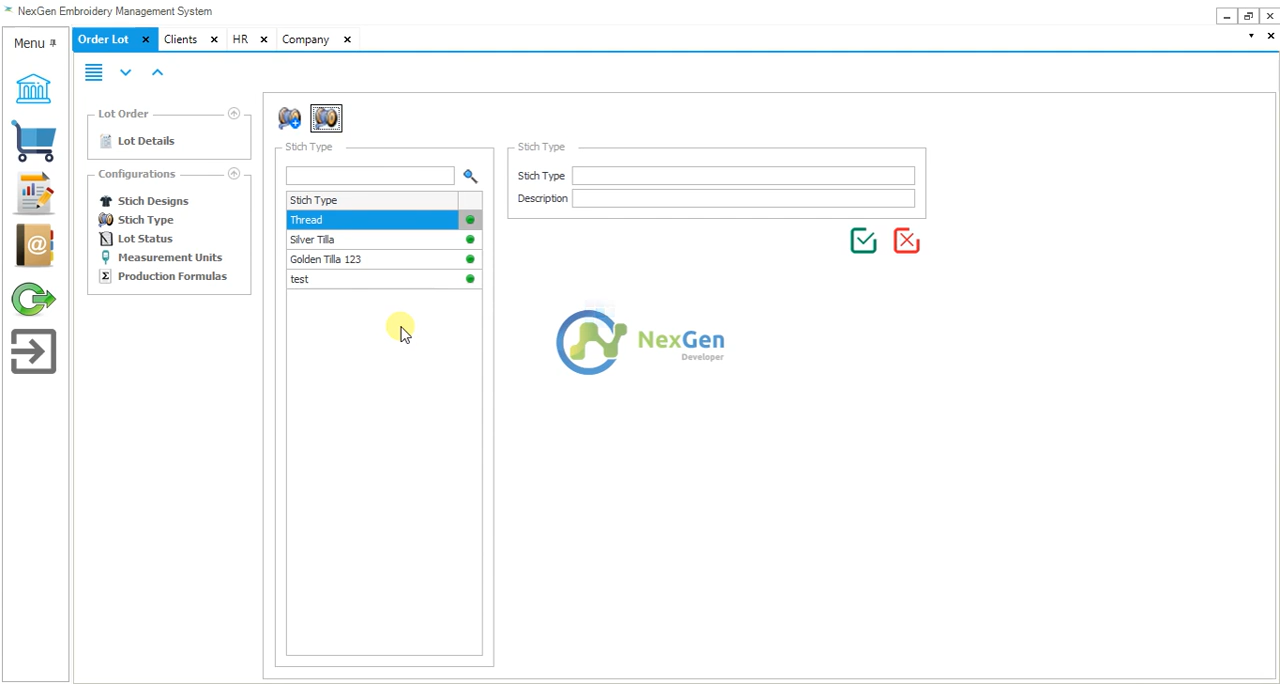 NexGen Embroidery Management System
Menu
Order Lot Clients HR Company
Lot Order
Lot Details
Configurations
Stich Designs
Stich Type
Lot Status
Measurement Units
Σ Production Formulas
Stich Type
Stich Type
Thread
Silver Tilla
Golden Tilla 123
test
Stich Type
Stich Type
Description
NexGen
Developer